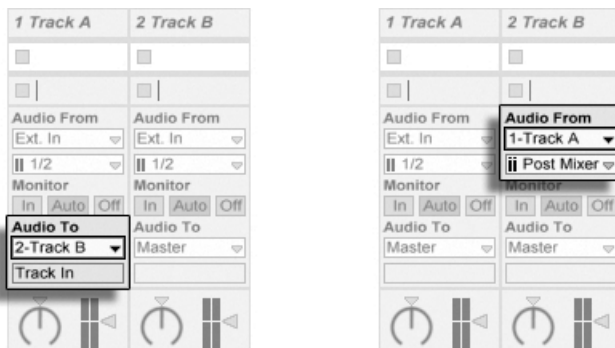 1 Track A 2 Track B
Audio From Audio From
Ext. In Ext. In
1/2 1/2
Monitor Monitor
In Auto Off In Auto Off
Audio To Audio To
2-Track B Master
Track In
1 Track A 2 Track B
Audio From Audio From
Ext. In 1-Track A
1/2 Post Mixer
Monitor Monitor
In Auto Off In Auto Off
Audio To Audio To
Master Master